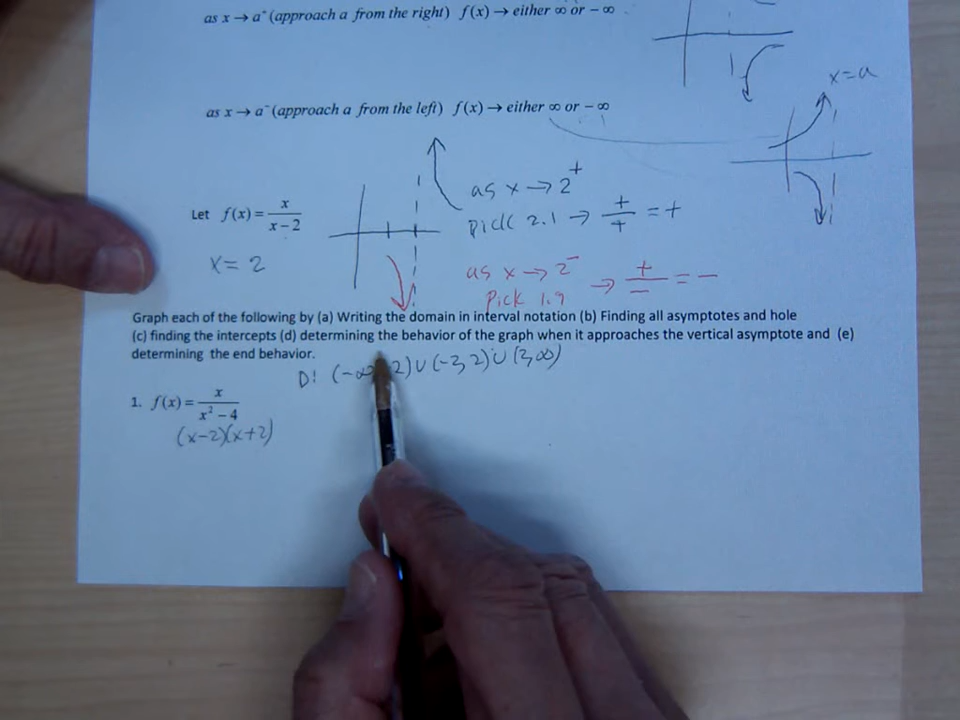 as x → a⁺ (approach a from the right) f(x) → either ∞ or − ∞
x=a
as x → a⁻ (approach a from the left) f(x) → either ∞ or − ∞
as x → 2⁺
Let f(x) = x/(x−2)
Pick 2.1 → +/+ = +
x = 2
as x → 2⁻ → +/− = −
Pick 1.9
Graph each of the following by (a) Writing the domain in interval notation (b) Finding all asymptotes and hole
(c) finding the intercepts (d) determining the behavior of the graph when it approaches the vertical asymptote and (e)
determining the end behavior.
D: (-∞ 2) ∪ (-2, 2) ∪ (2, ∞)
1. f(x) = x/(x² − 4)
(x-2)(x+2)